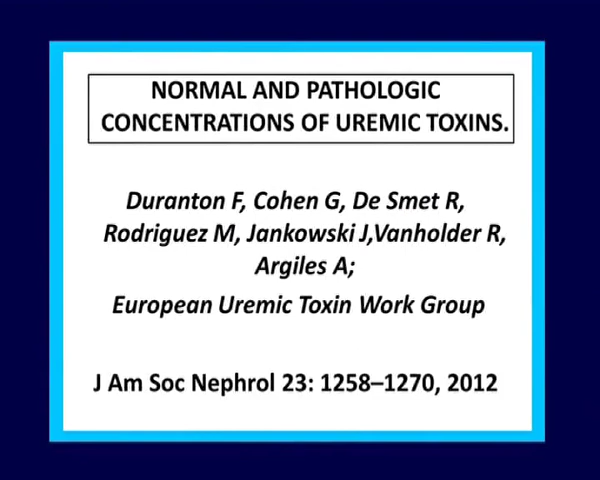 NORMAL AND PATHOLOGIC
CONCENTRATIONS OF UREMIC TOXINS.
Duranton F, Cohen G, De Smet R,
Rodriguez M, Jankowski J,Vanholder R,
Argiles A;
European Uremic Toxin Work Group
J Am Soc Nephrol 23: 1258–1270, 2012